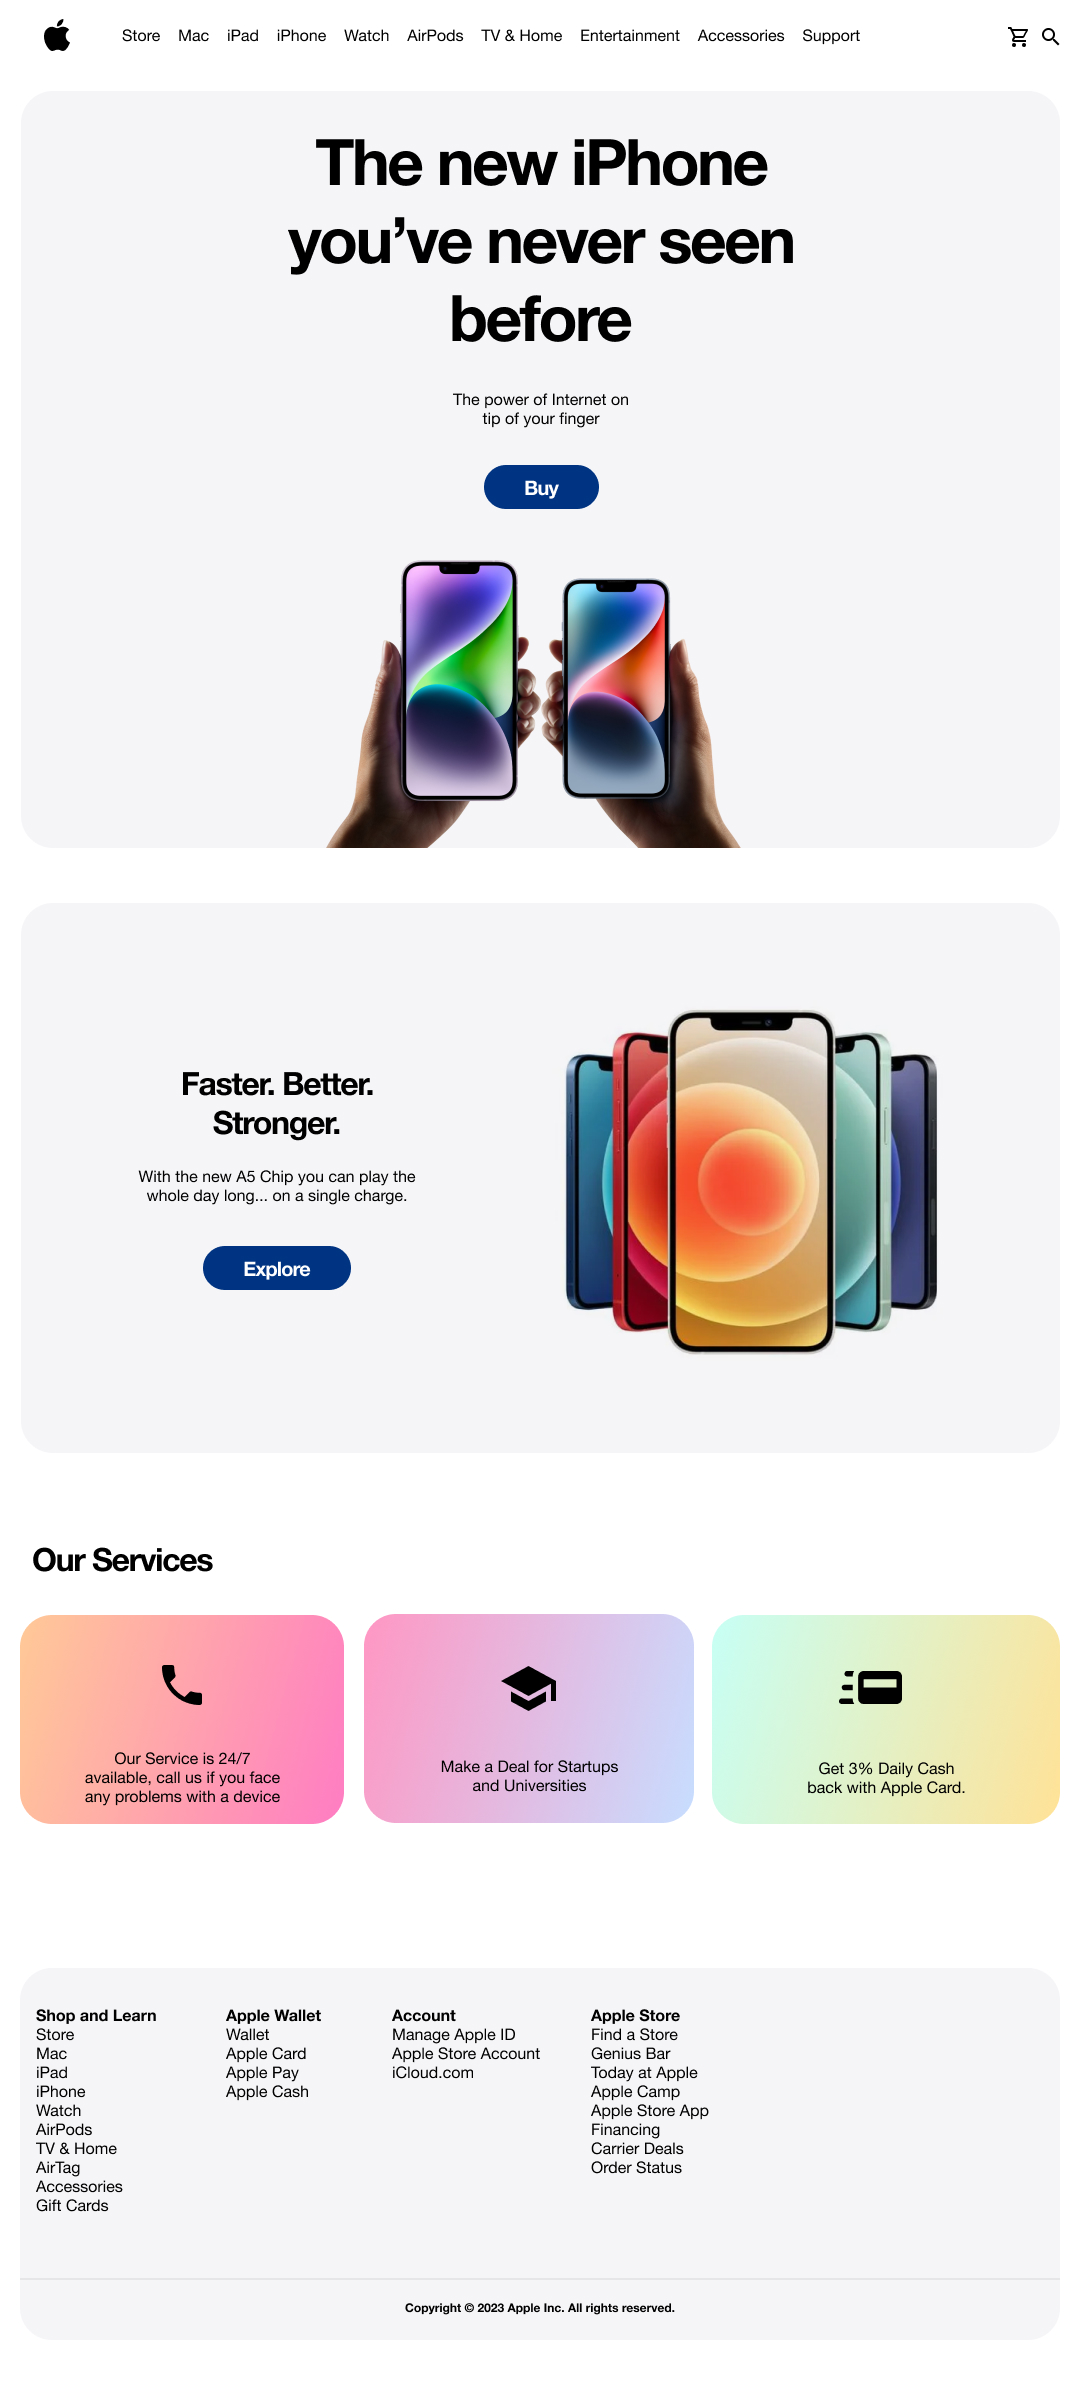 Store Mac iPad iPhone Watch AirPods TV & Home Entertainment Accessories Support
The new iPhone
you’ve never seen
before
The power of Internet on
tip of your finger
Buy
Faster. Better.
Stronger.
With the new A5 Chip you can play the
whole day long... on a single charge.
Explore
Our Services
Our Service is 24/7
available, call us if you face
any problems with a device
Make a Deal for Startups
and Universities
Get 3% Daily Cash
back with Apple Card.
Shop and Learn
Store
Mac
iPad
iPhone
Watch
AirPods
TV & Home
AirTag
Accessories
Gift Cards
Apple Wallet
Wallet
Apple Card
Apple Pay
Apple Cash
Account
Manage Apple ID
Apple Store Account
iCloud.com
Apple Store
Find a Store
Genius Bar
Today at Apple
Apple Camp
Apple Store App
Financing
Carrier Deals
Order Status
Copyright © 2023 Apple Inc. All rights reserved.